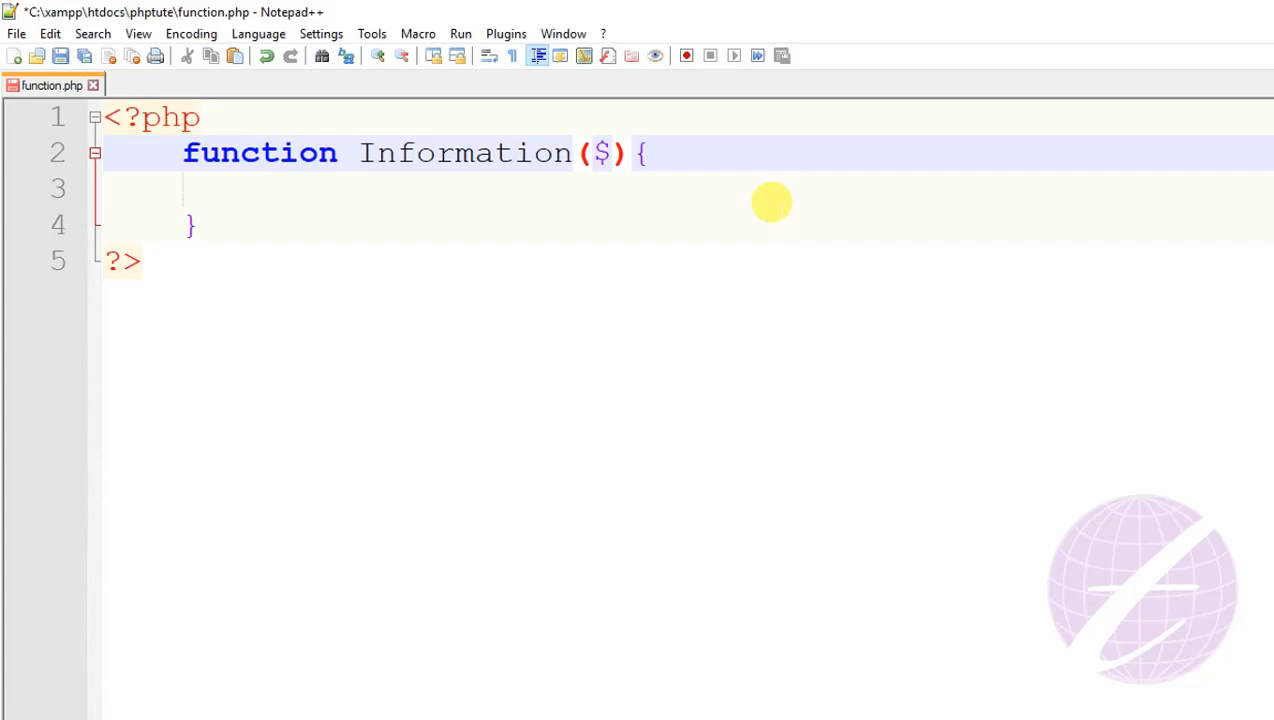 *C:\xampp\htdocs\phptute\function.php - Notepad++
File Edit Search View Encoding Language Settings Tools Macro Run Plugins Window ?
function.php
1 <?php
2 function Information($){
3
4 }
5 ?>